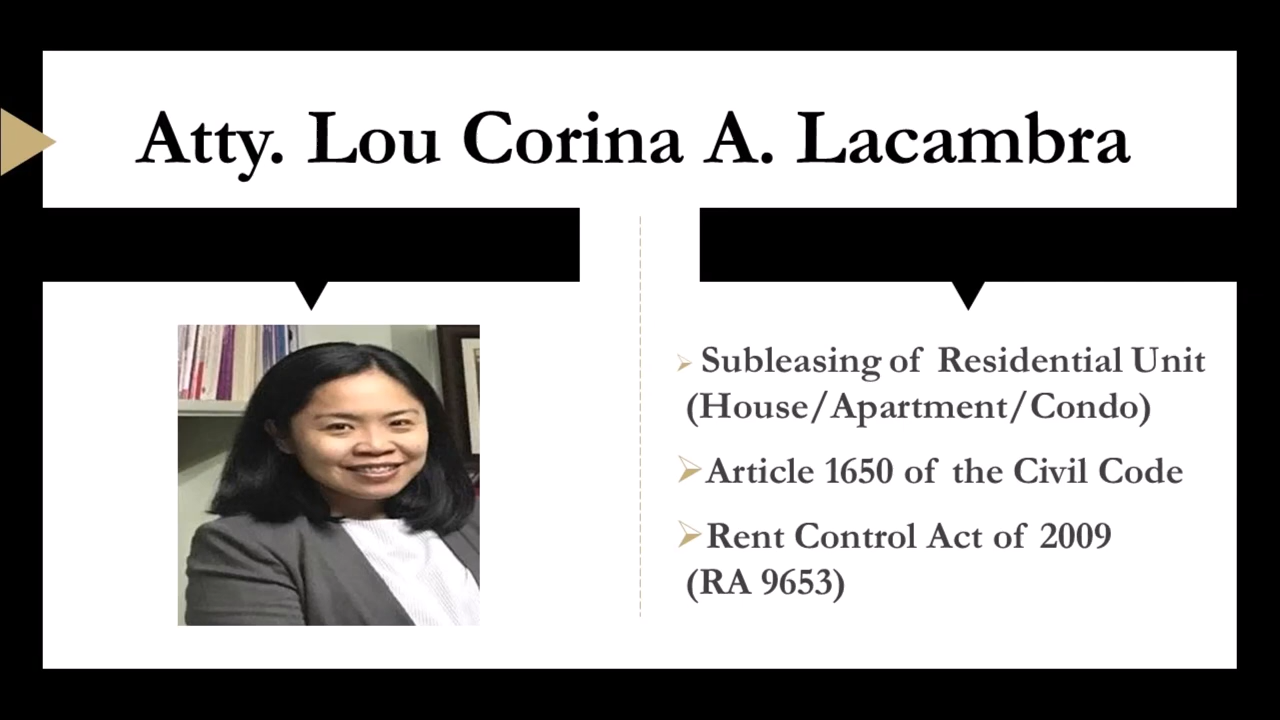 Atty. Lou Corina A. Lacambra
Subleasing of Residential Unit
(House/Apartment/Condo)
Article 1650 of the Civil Code
Rent Control Act of 2009
(RA 9653)